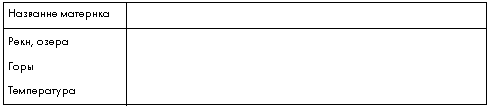 Название материка
Реки, озера
Горы
Температура